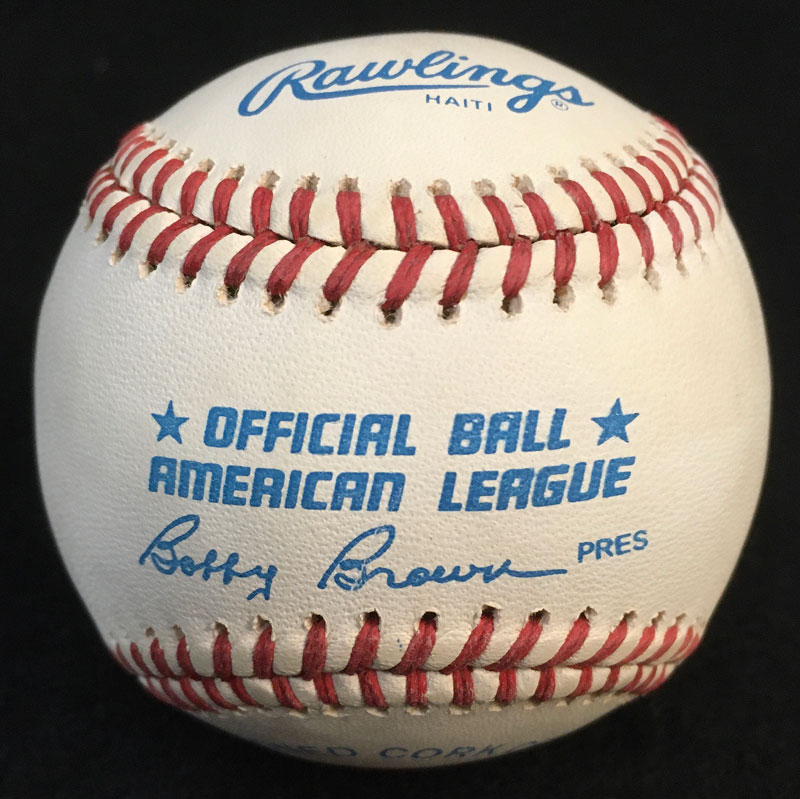 Rawlings ®
HAITI
★ OFFICIAL BALL ★
AMERICAN LEAGUE
Bobby Brown PRES